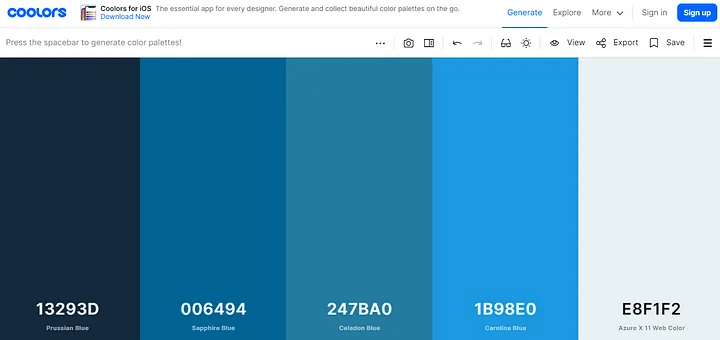 coolors
Coolors for iOS The essential app for every designer. Generate and collect beautiful color palettes on the go.
Download Now
Generate Explore More Sign in Sign up
Press the spacebar to generate color palettes!
View Export Save
13293D 006494 247BA0 1B98E0 E8F1F2
Prussian Blue Sapphire Blue Celadon Blue Carolina Blue Azure X 11 Web Color